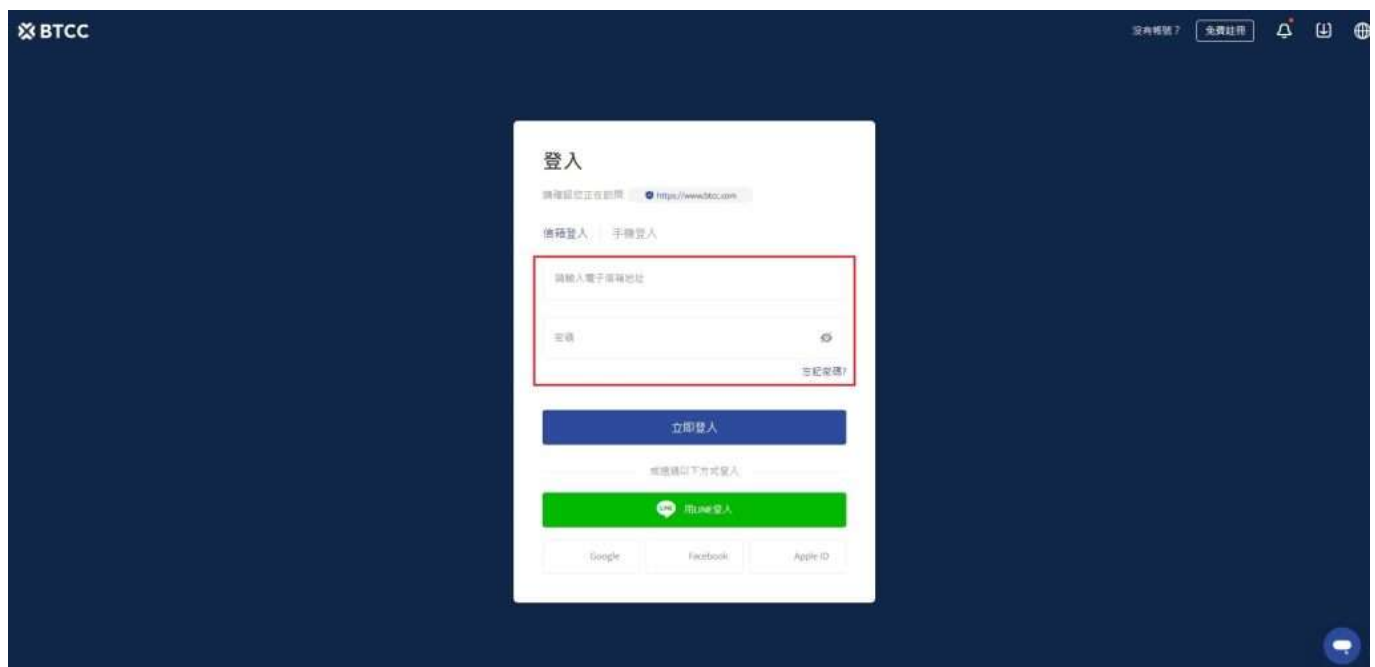 BTCC
沒有帳號？ 免費註冊
登入
請確認您正在訪問 https://www.btcc.com
信箱登入 手機登入
請輸入電子信箱地址
密碼
忘記密碼?
立即登入
或透過以下方式登入
LINE 用LINE登入
Google Facebook Apple ID